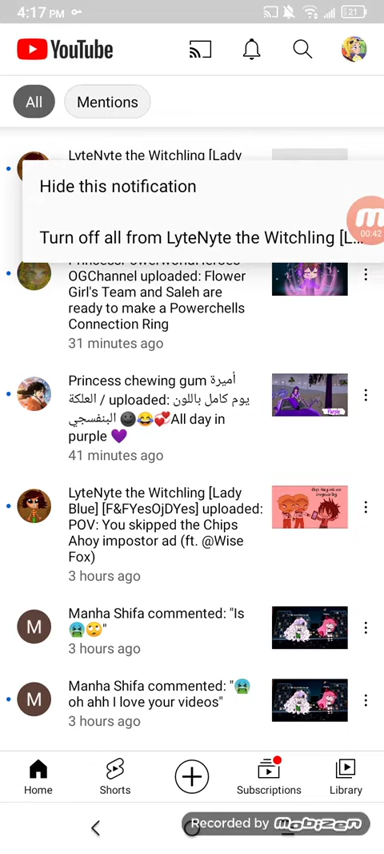 4:17 PM
21
YouTube
All
Mentions
LyteNyte the Witchling [Lady
Hide this notification
00:42
Turn off all from LyteNyte the Witchling [L...
OGChannel uploaded: Flower
Girl's Team and Saleh are
ready to make a Powerchells
Connection Ring
31 minutes ago
Princess chewing gum أميرة
العلكة / uploaded: يوم كامل باللون
البنفسجي 🌚😂💞All day in
purple 💜
Purple
41 minutes ago
LyteNyte the Witchling [Lady
Blue] [F&FYesOjDYes] uploaded:
POV: You skipped the Chips
Ahoy impostor ad (ft. @Wise
Fox)
3 hours ago
M
Manha Shifa commented: "Is
🤮🙄"
3 hours ago
M
Manha Shifa commented: "🤮
oh ahh I love your videos"
3 hours ago
Home
Shorts
Subscriptions
Library
Recorded by mobizen